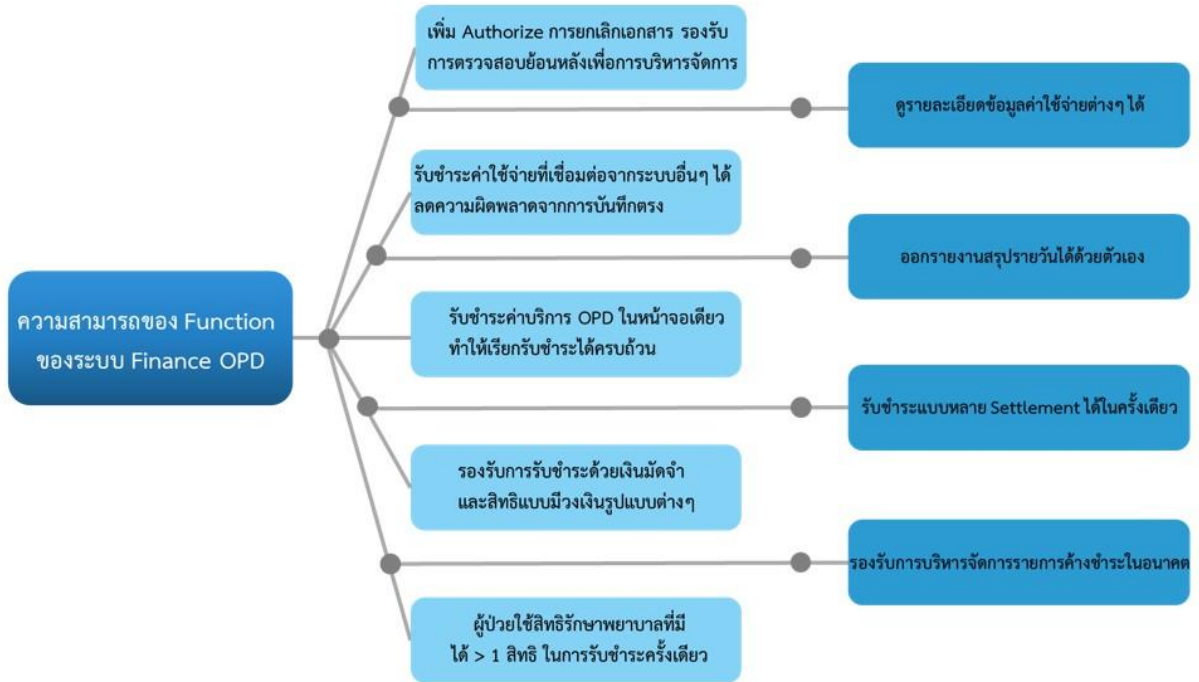 ความสามารถของ Function
ของระบบ Finance OPD
เพิ่ม Authorize การยกเลิกเอกสาร รองรับ
การตรวจสอบย้อนหลังเพื่อการบริหารจัดการ
ดูรายละเอียดข้อมูลค่าใช้จ่ายต่างๆ ได้
รับชำระค่าใช้จ่ายที่เชื่อมต่อจากระบบอื่นๆ ได้
ลดความผิดพลาดจากการบันทึกตรง
ออกรายงานสรุปรายวันได้ด้วยตัวเอง
รับชำระค่าบริการ OPD ในหน้าจอเดียว
ทำให้เรียกรับชำระได้ครบถ้วน
รับชำระแบบหลาย Settlement ได้ในครั้งเดียว
รองรับการรับชำระด้วยเงินมัดจำ
และสิทธิแบบมีวงเงินรูปแบบต่างๆ
รองรับการบริหารจัดการรายการค้างชำระในอนาคต
ผู้ป่วยใช้สิทธิรักษาพยาบาลที่มี
ได้ > 1 สิทธิ ในการรับชำระครั้งเดียว